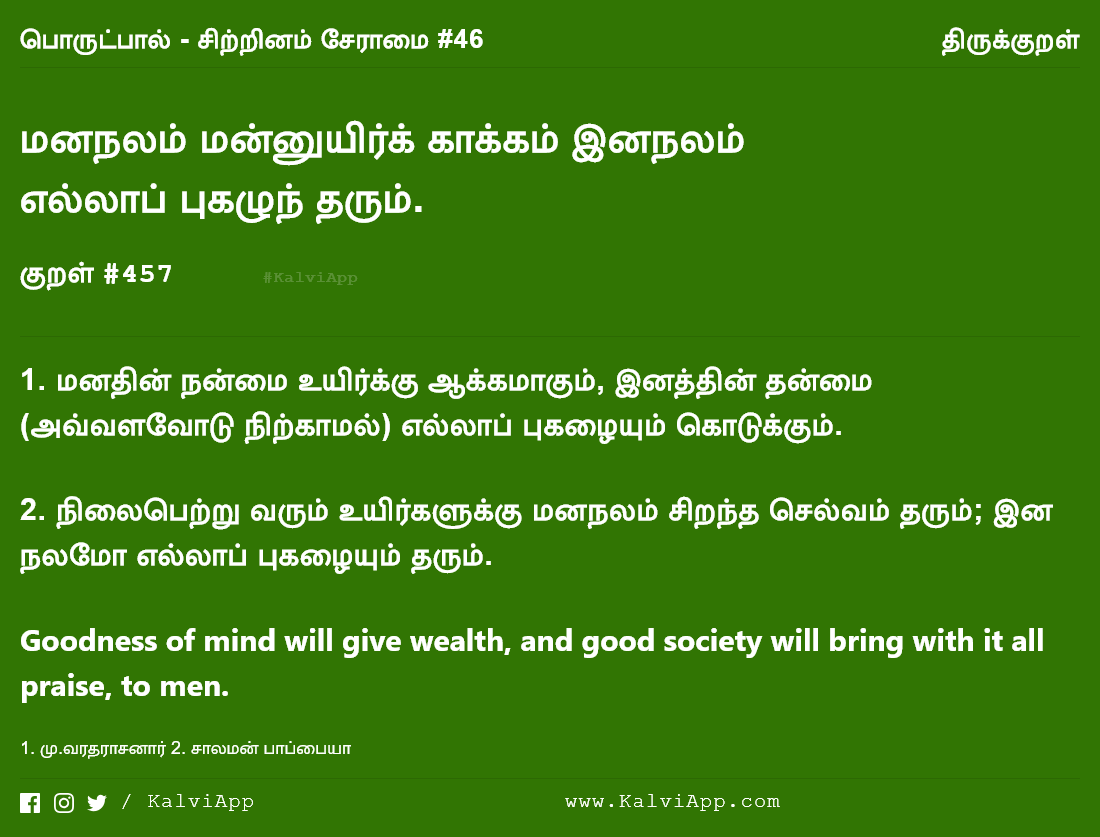 பொருட்பால் - சிற்றினம் சேராமை #46 திருக்குறள்
மனநலம் மன்னுயிர்க் காக்கம் இனநலம்
எல்லாப் புகழுந் தரும்.
குறள் #457 #KalviApp
1. மனதின் நன்மை உயிர்க்கு ஆக்கமாகும், இனத்தின் தன்மை
(அவ்வளவோடு நிற்காமல்) எல்லாப் புகழையும் கொடுக்கும்.
2. நிலைபெற்று வரும் உயிர்களுக்கு மனநலம் சிறந்த செல்வம் தரும்; இன
நலமோ எல்லாப் புகழையும் தரும்.
Goodness of mind will give wealth, and good society will bring with it all
praise, to men.
1. மு.வரதராசனார் 2. சாலமன் பாப்பையா
/ KalviApp www.KalviApp.com